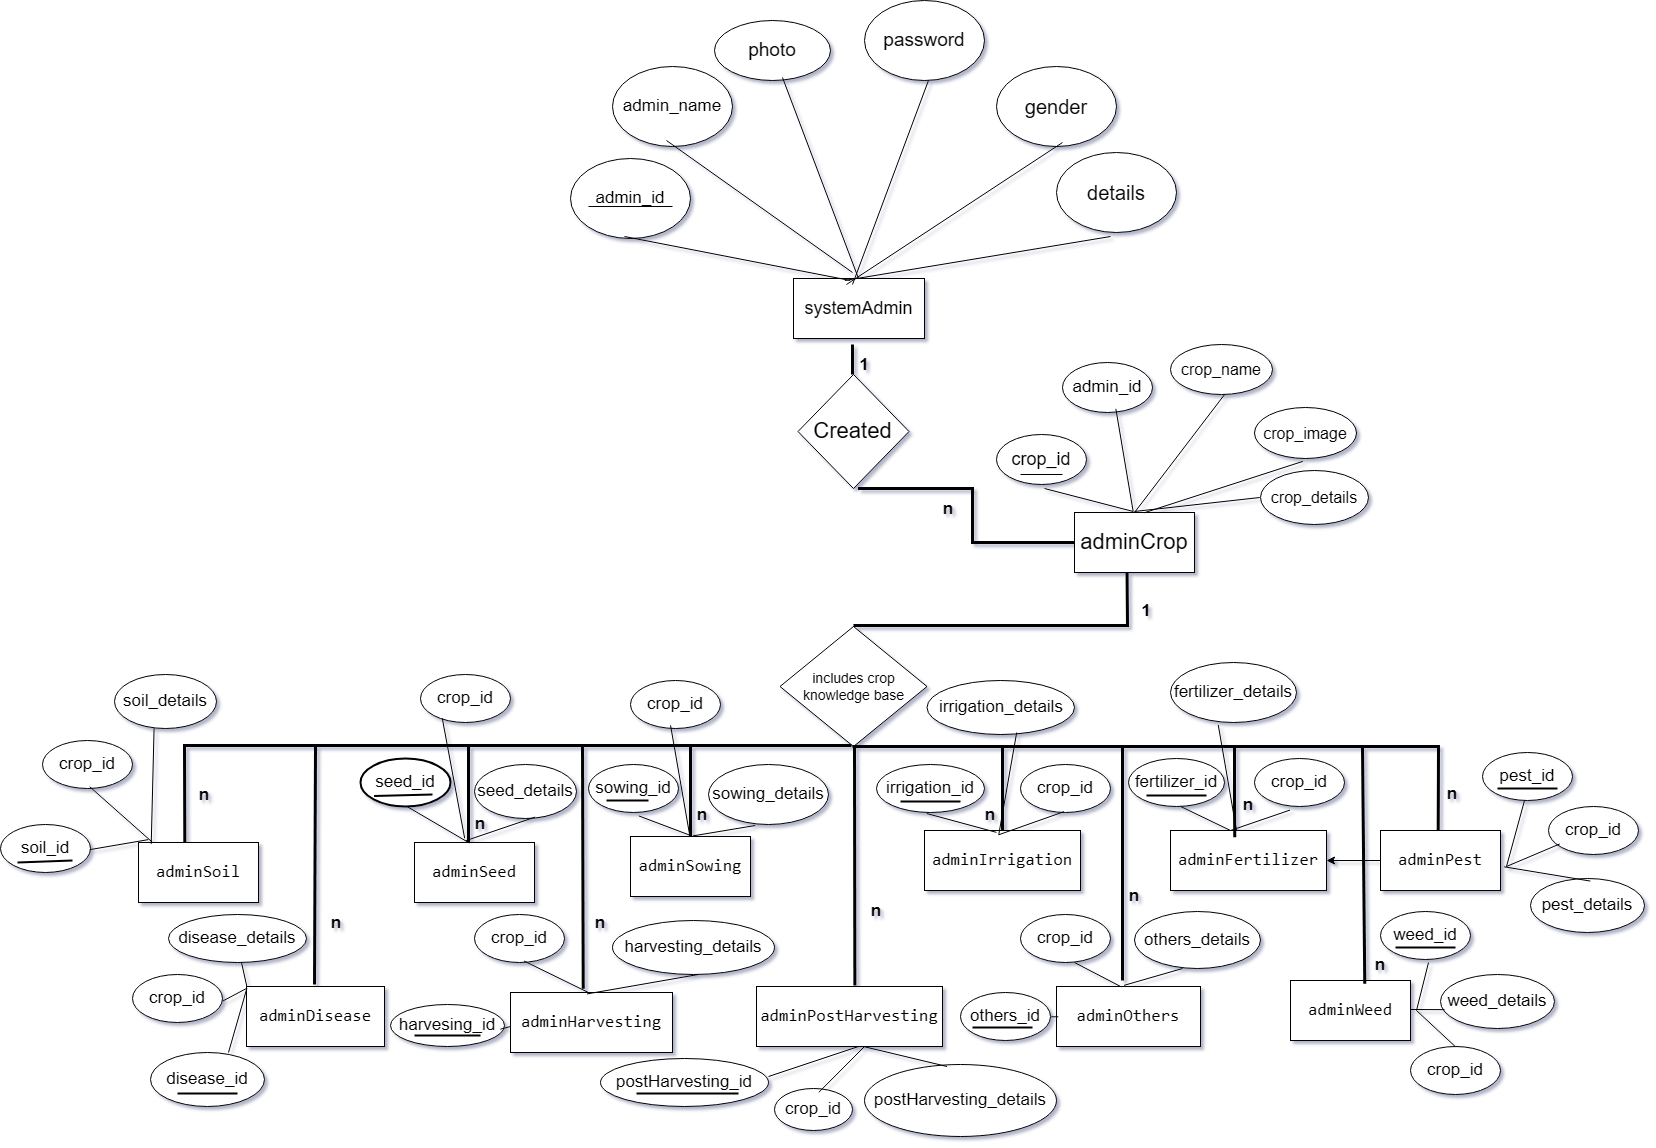 password
photo
admin_name
gender
details
admin_id
systemAdmin
1
Created
crop_name
admin_id
crop_image
crop_id
crop_details
n
adminCrop
1
includes crop
knowledge base
soil_details
crop_id
crop_id
irrigation_details
fertilizer_details
crop_id
seed_id
seed_details
sowing_id
sowing_details
irrigation_id
crop_id
fertilizer_id
crop_id
pest_id
n
n
n
n
n
n
soil_id
crop_id
adminSoil
adminSeed
adminSowing
adminIrrigation
adminFertilizer
adminPest
pest_details
n
n
n
n
n
disease_details
crop_id
harvesting_details
crop_id
others_details
weed_id
crop_id
adminDisease
harvesing_id
adminHarvesting
adminPostHarvesting
others_id
adminOthers
adminWeed
weed_details
disease_id
postHarvesting_id
crop_id
postHarvesting_details
crop_id